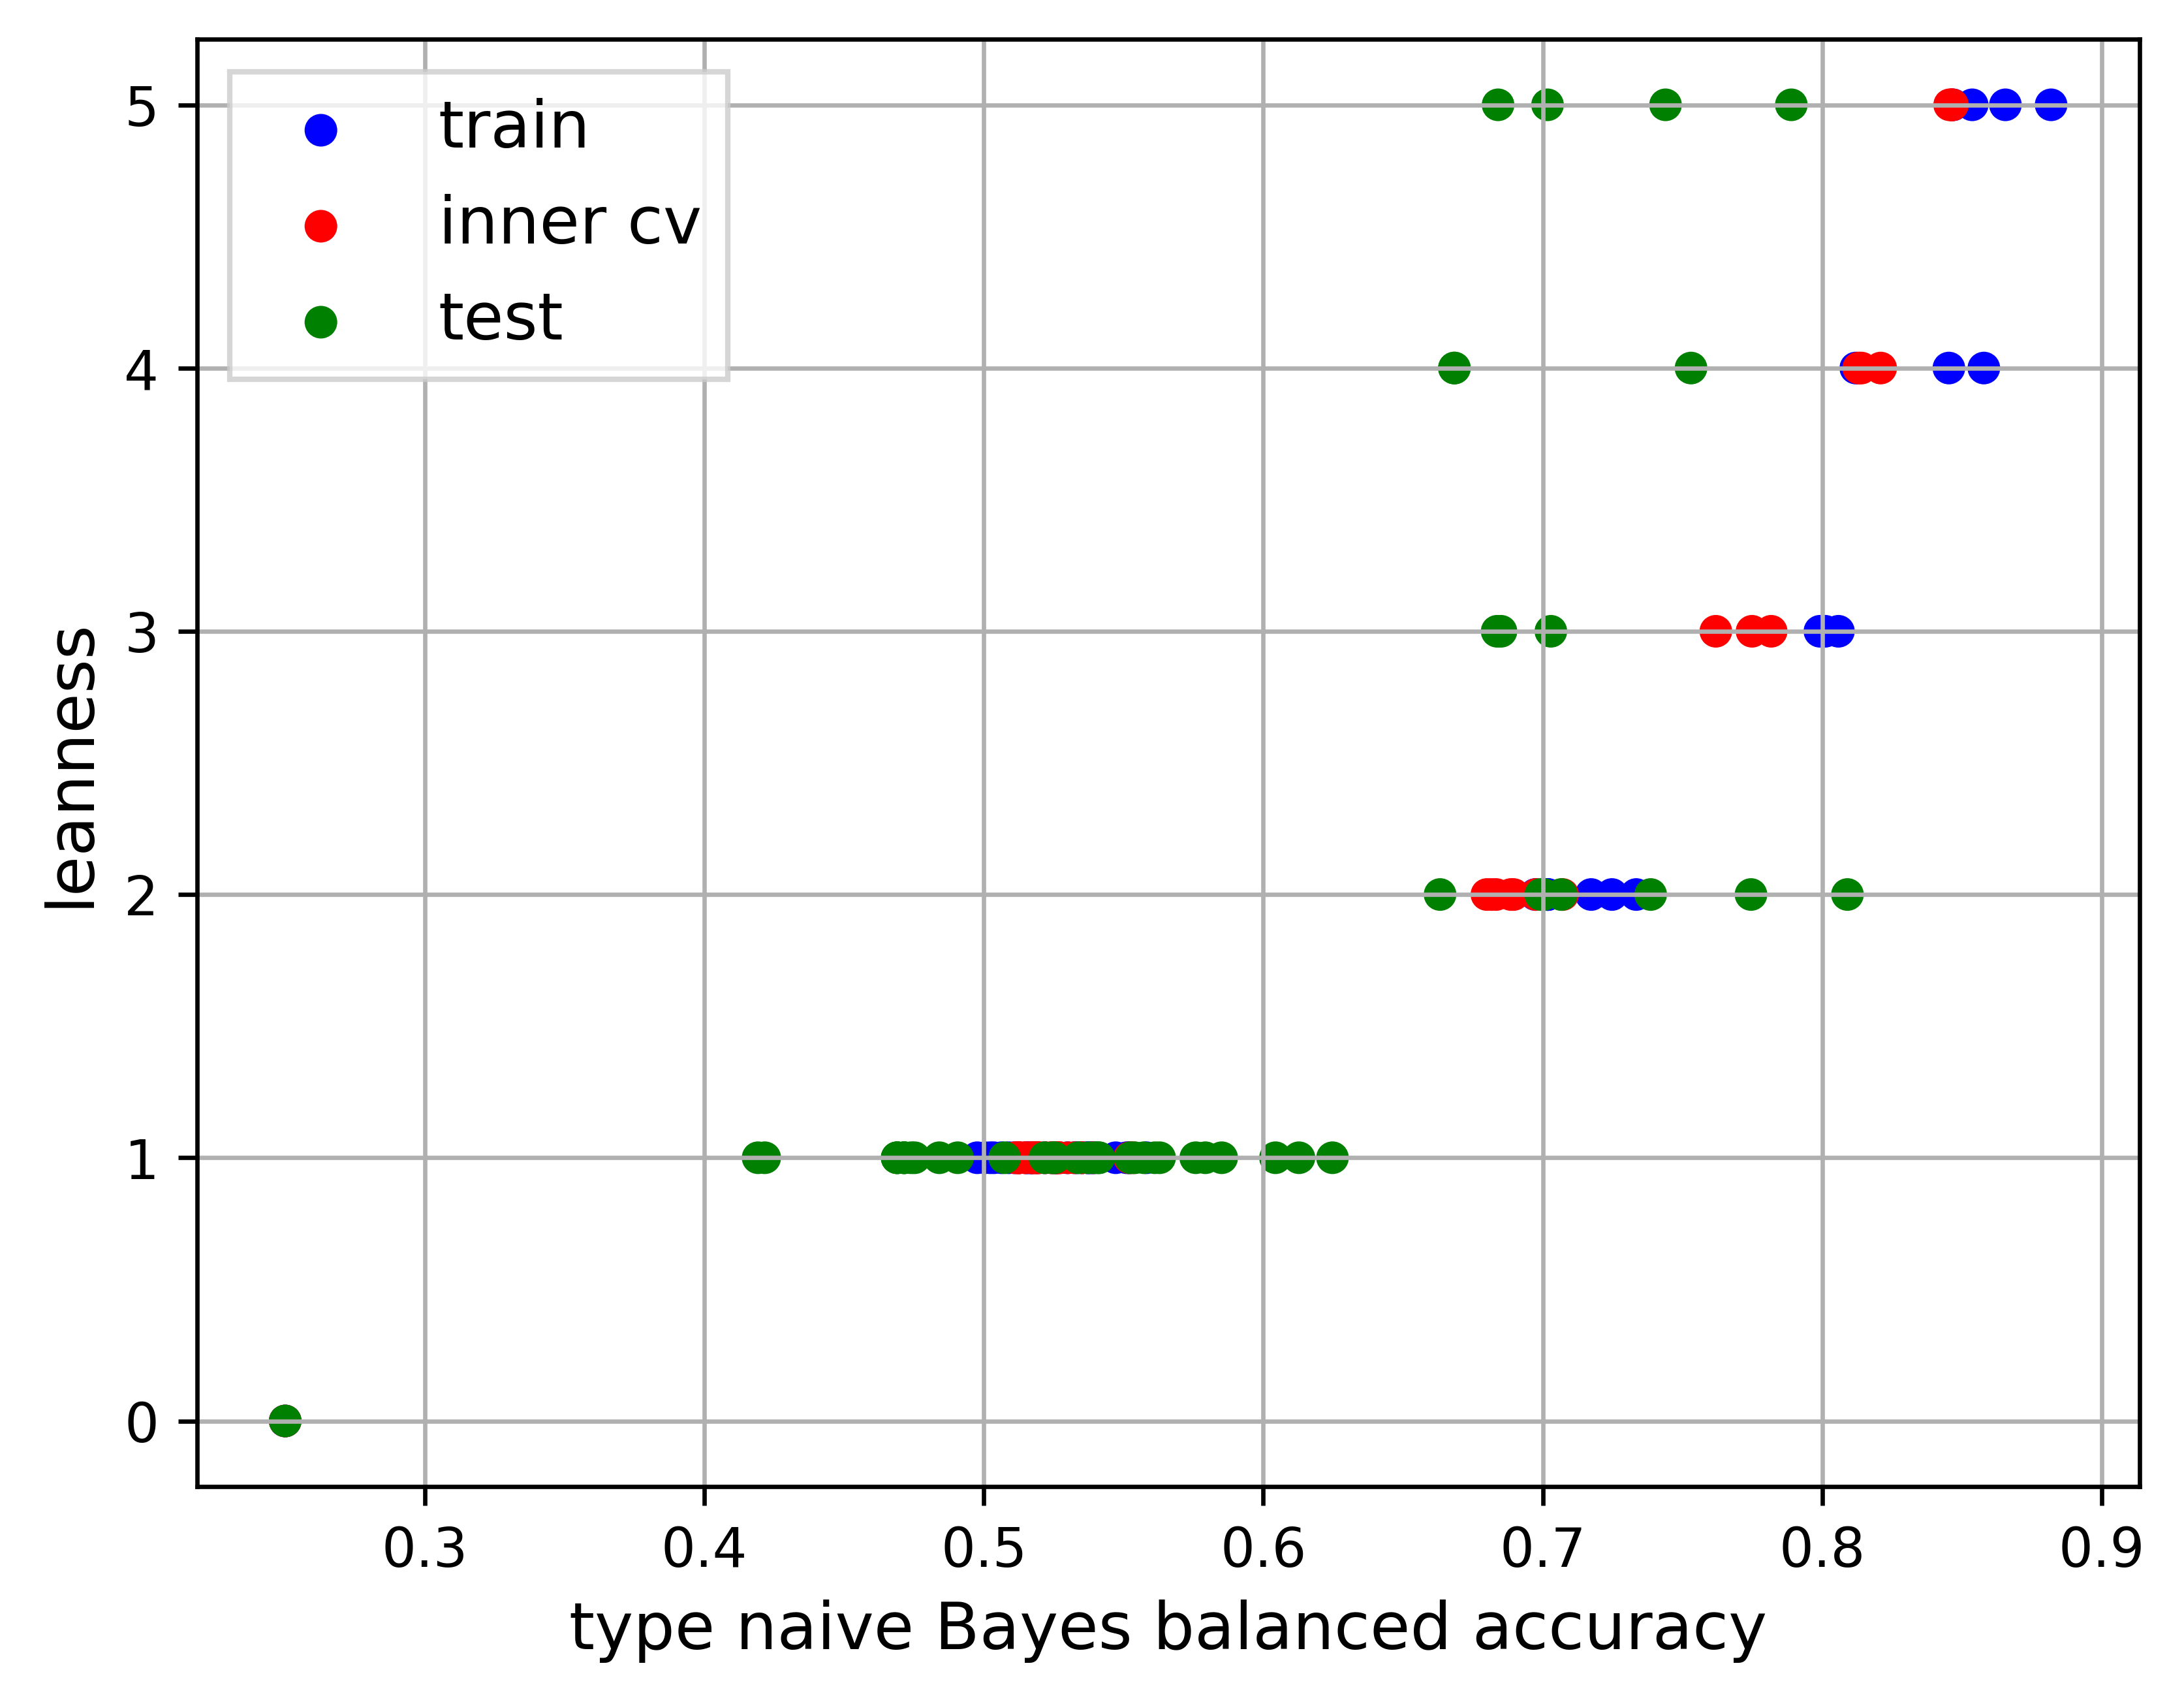 train
inner cv
test
5
4
3
2
1
0
leanness
0.3 0.4 0.5 0.6 0.7 0.8 0.9
type naive Bayes balanced accuracy